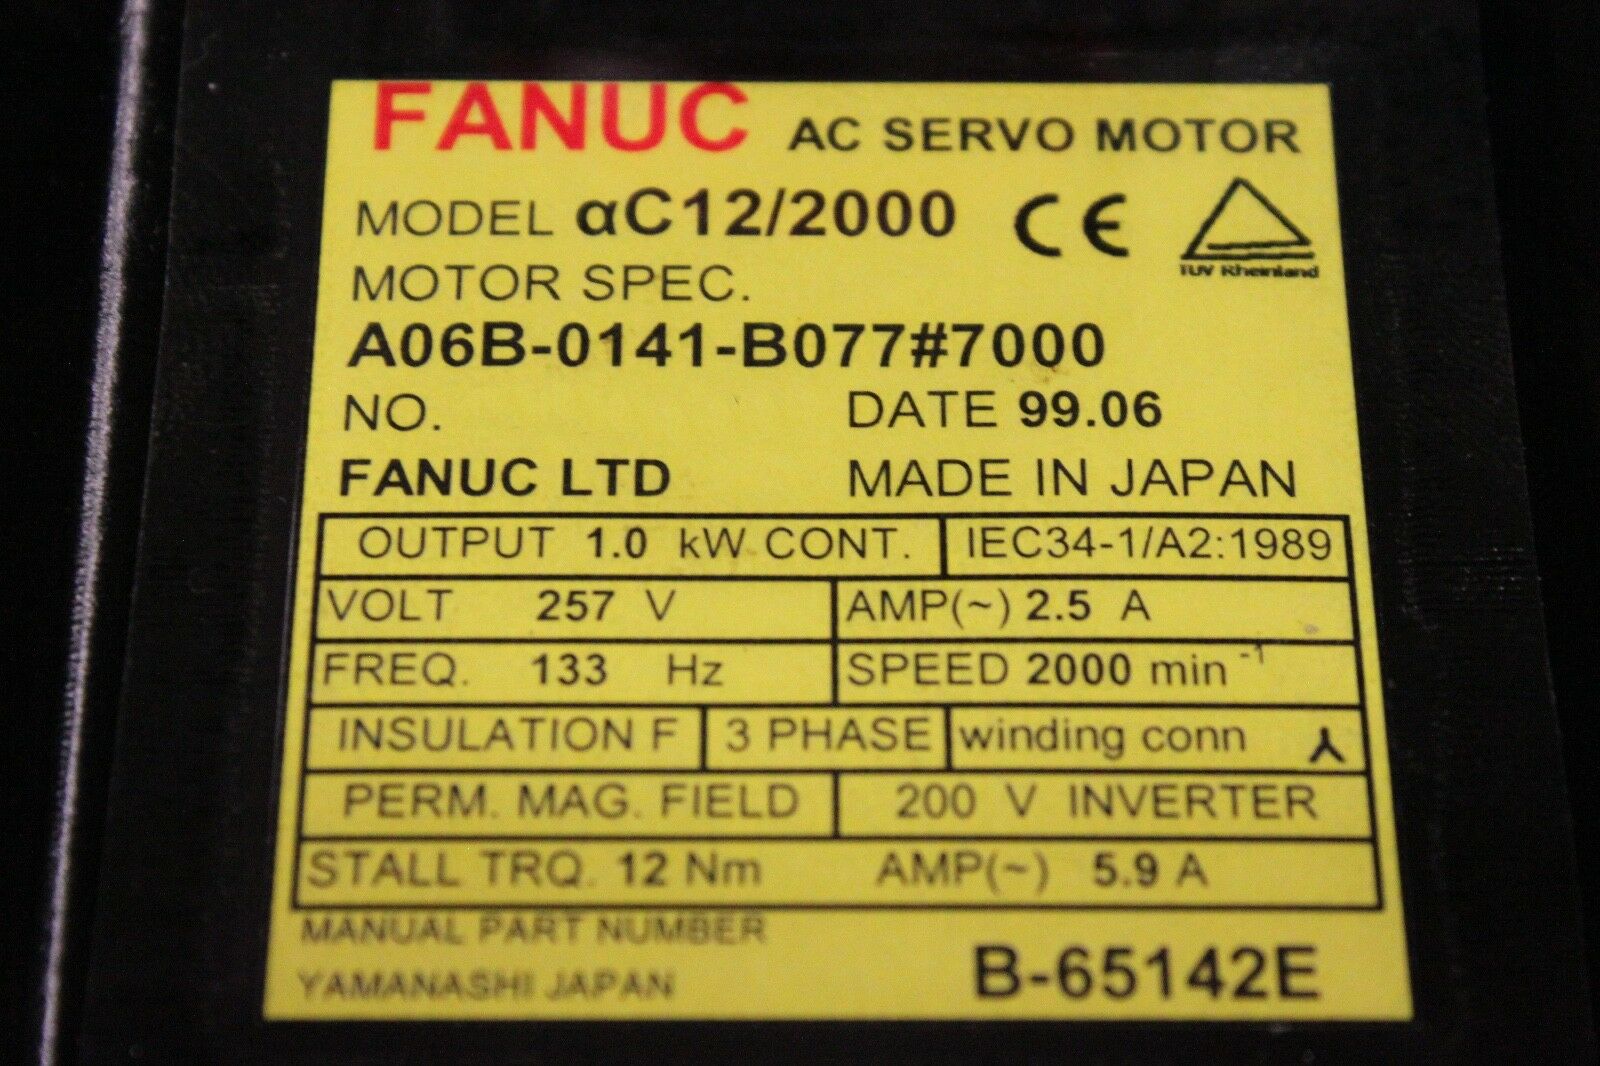 FANUC AC SERVO MOTOR
MODEL αC12/2000 CE
TUV Rheinland
MOTOR SPEC.
A06B-0141-B077#7000
NO. DATE 99.06
FANUC LTD MADE IN JAPAN
OUTPUT 1.0 kW CONT. IEC34-1/A2:1989
VOLT 257 V AMP(~) 2.5 A
FREQ. 133 Hz SPEED 2000 min⁻¹
INSULATION F 3 PHASE winding conn
PERM. MAG. FIELD 200 V INVERTER
STALL TRQ. 12 Nm AMP(~) 5.9 A
MANUAL PART NUMBER
YAMANASHI JAPAN B-65142E